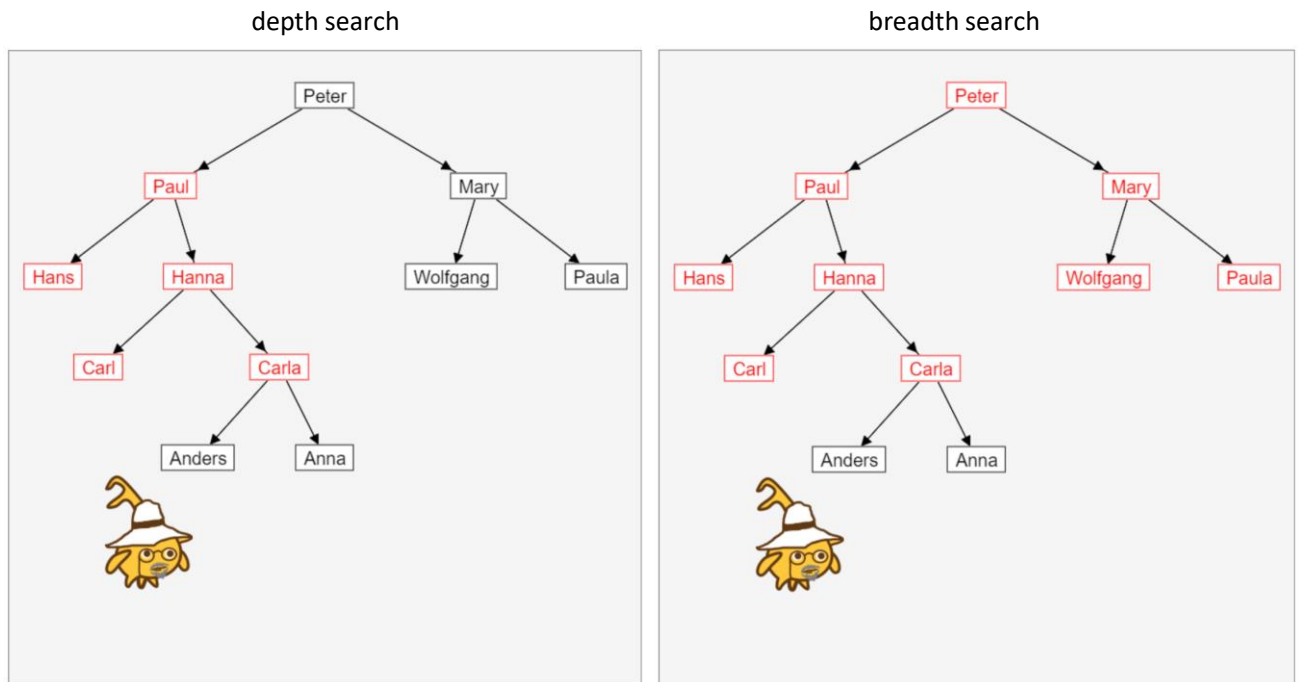 depth search
Peter
Paul
Mary
Hans
Hanna
Wolfgang
Paula
Carl
Carla
Anders
Anna
breadth search
Peter
Paul
Mary
Hans
Hanna
Wolfgang
Paula
Carl
Carla
Anders
Anna